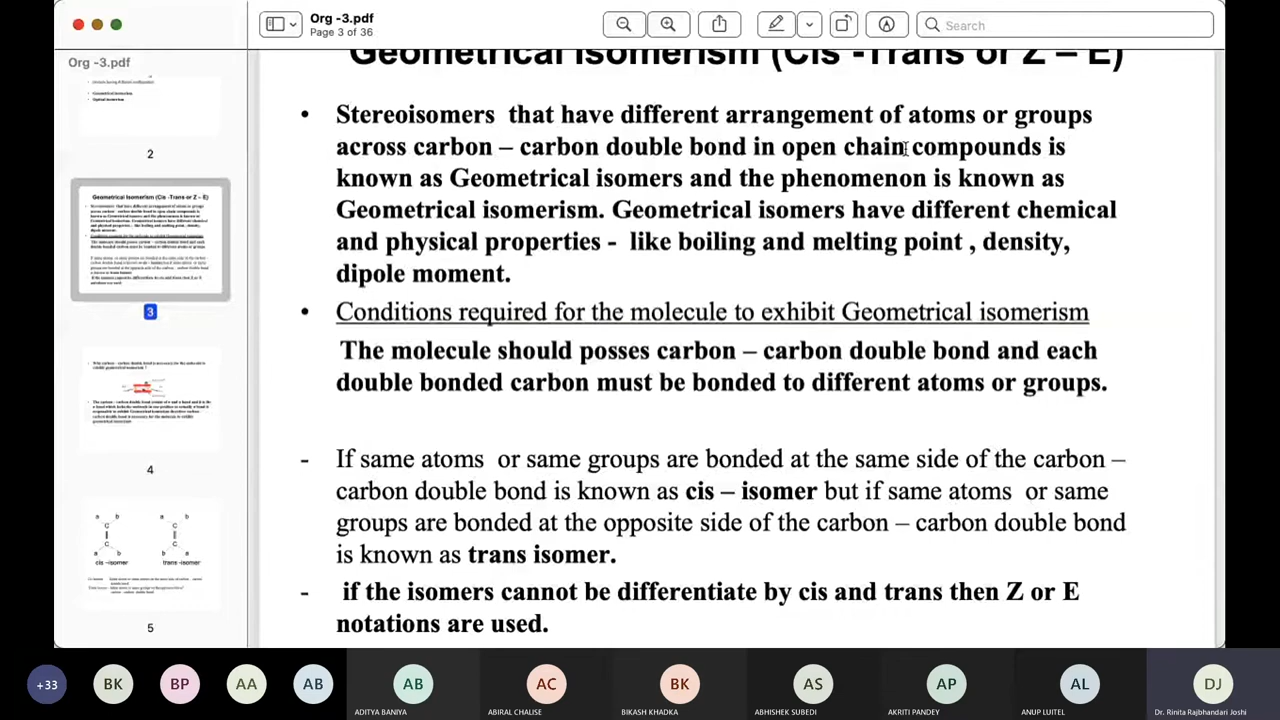 Org -3.pdf
Page 3 of 36
Search
Org -3.pdf
Geometrical Isomerism (Cis -Trans or Z – E)
• Stereoisomers that have different arrangement of atoms or groups
across carbon – carbon double bond in open chain compounds is
known as Geometrical isomers and the phenomenon is known as
Geometrical isomerism Geometrical isomers have different chemical
and physical properties - like boiling and melting point , density,
dipole moment.
• Conditions required for the molecule to exhibit Geometrical isomerism
The molecule should posses carbon – carbon double bond and each
double bonded carbon must be bonded to different atoms or groups.
- If same atoms or same groups are bonded at the same side of the carbon –
carbon double bond is known as cis – isomer but if same atoms or same
groups are bonded at the opposite side of the carbon – carbon double bond
is known as trans isomer.
- if the isomers cannot be differentiate by cis and trans then Z or E
notations are used.
2
Geometrical Isomerism (Cis -Trans or Z – E)
3
4
a b a b
C C
C C
a b b a
cis -isomer trans -isomer
5
+33 BK BP AA AB AB AC BK AS AP AL DJ
ADITYA BANIYA ABIRAL CHALISE BIKASH KHADKA ABHISHEK SUBEDI AKRITI PANDEY ANUP LUITEL Dr. Rinita Rajbhandari Joshi